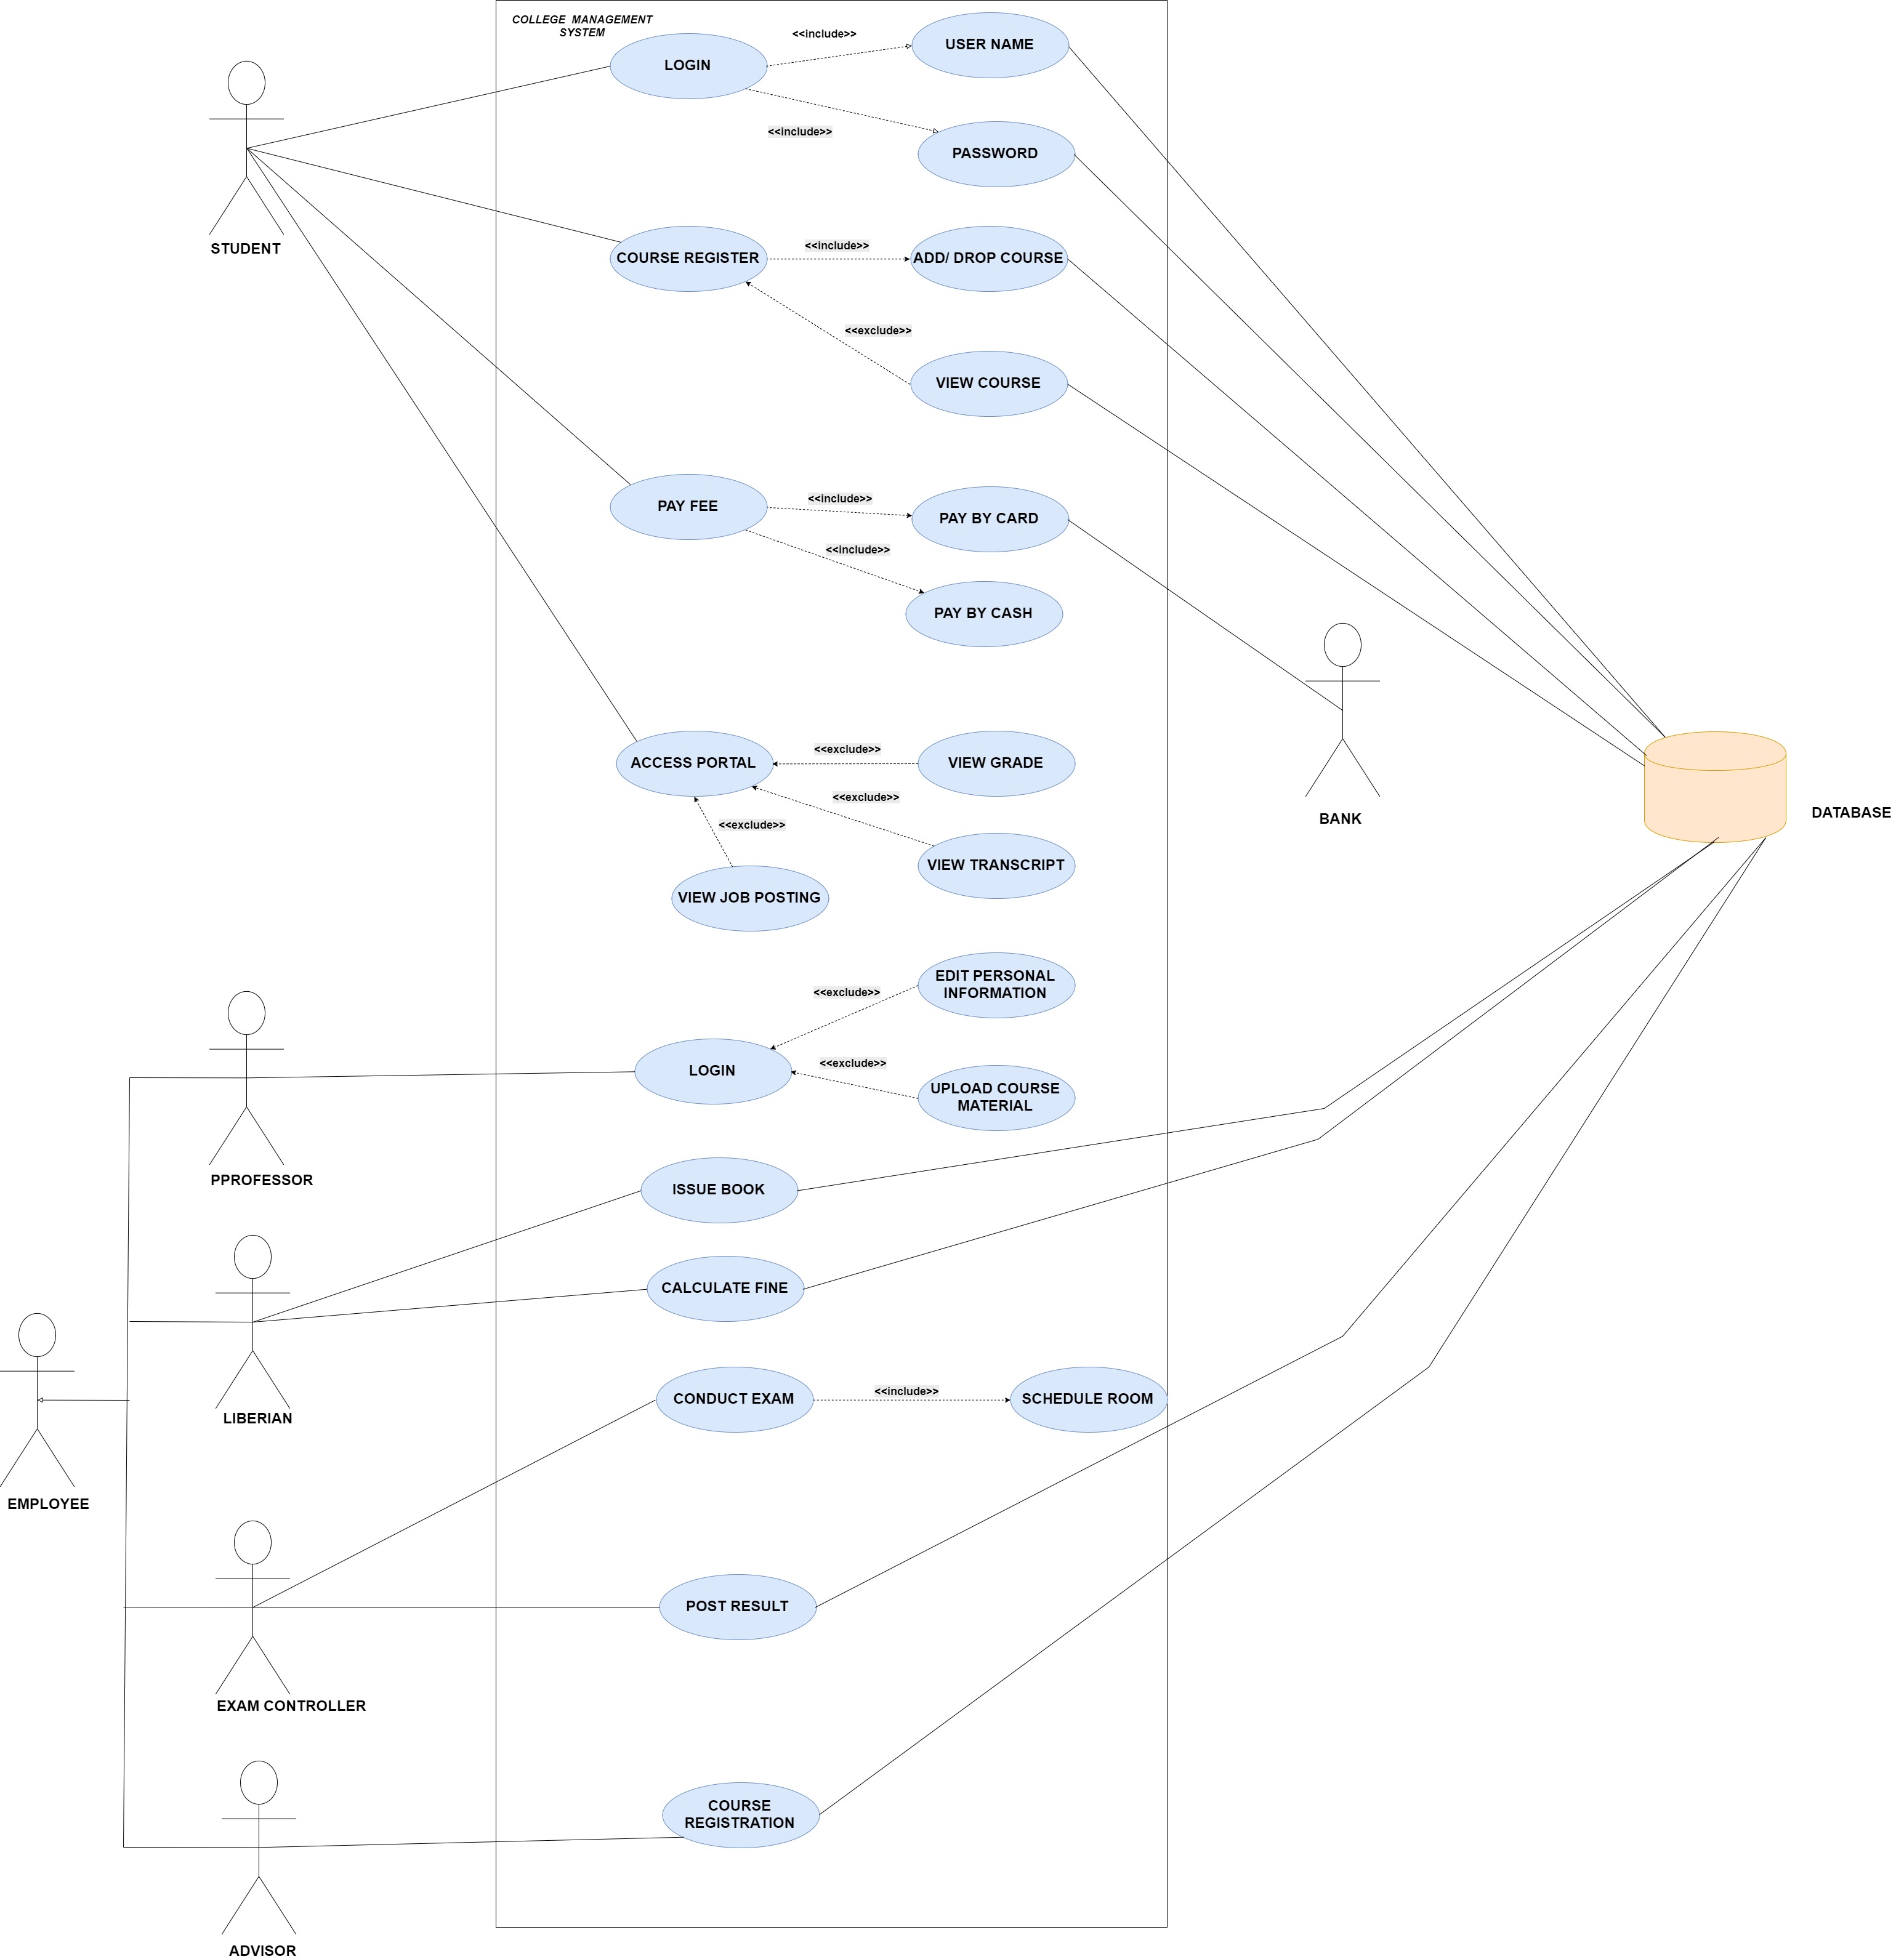 COLLEGE MANAGEMENT
SYSTEM
<<include>>
USER NAME
LOGIN
<<include>>
PASSWORD
STUDENT
<<include>>
COURSE REGISTER
ADD/ DROP COURSE
<<exclude>>
VIEW COURSE
<<include>>
PAY FEE
PAY BY CARD
<<include>>
PAY BY CASH
<<exclude>>
ACCESS PORTAL
VIEW GRADE
<<exclude>>
BANK
DATABASE
<<exclude>>
VIEW TRANSCRIPT
VIEW JOB POSTING
EDIT PERSONAL
INFORMATION
<<exclude>>
LOGIN
<<exclude>>
UPLOAD COURSE
MATERIAL
PPROFESSOR
ISSUE BOOK
CALCULATE FINE
CONDUCT EXAM
<<include>>
SCHEDULE ROOM
LIBERIAN
EMPLOYEE
POST RESULT
EXAM CONTROLLER
COURSE
REGISTRATION
ADVISOR